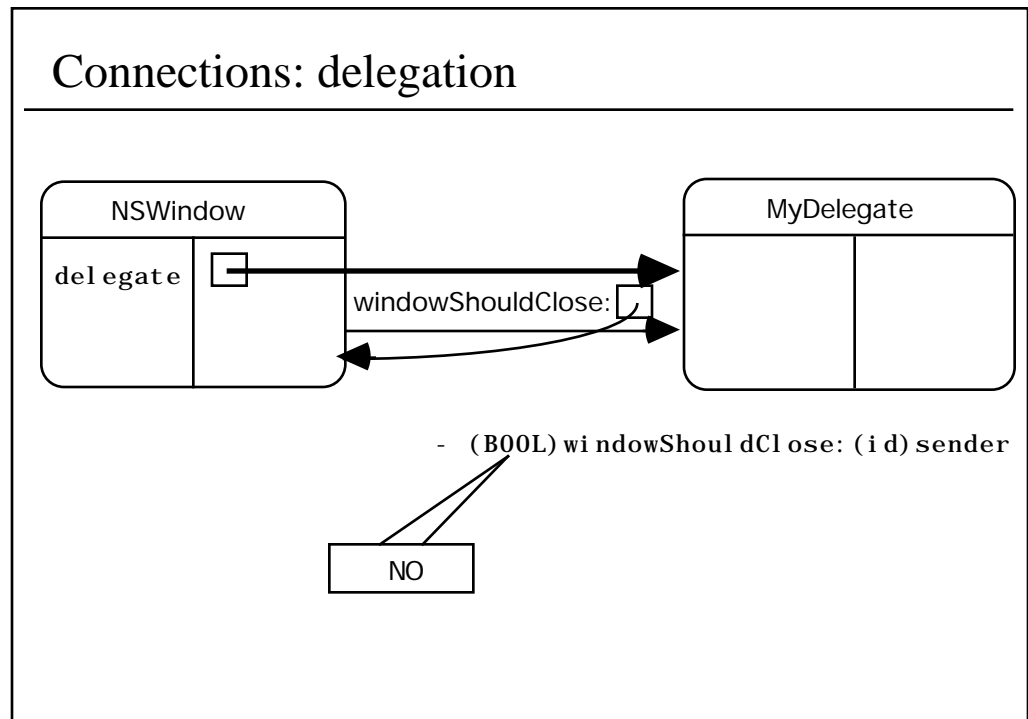 Connections: delegation
NSWindow
MyDelegate
delegate
windowShouldClose:
- (BOOL)windowShouldClose:(id)sender
NO